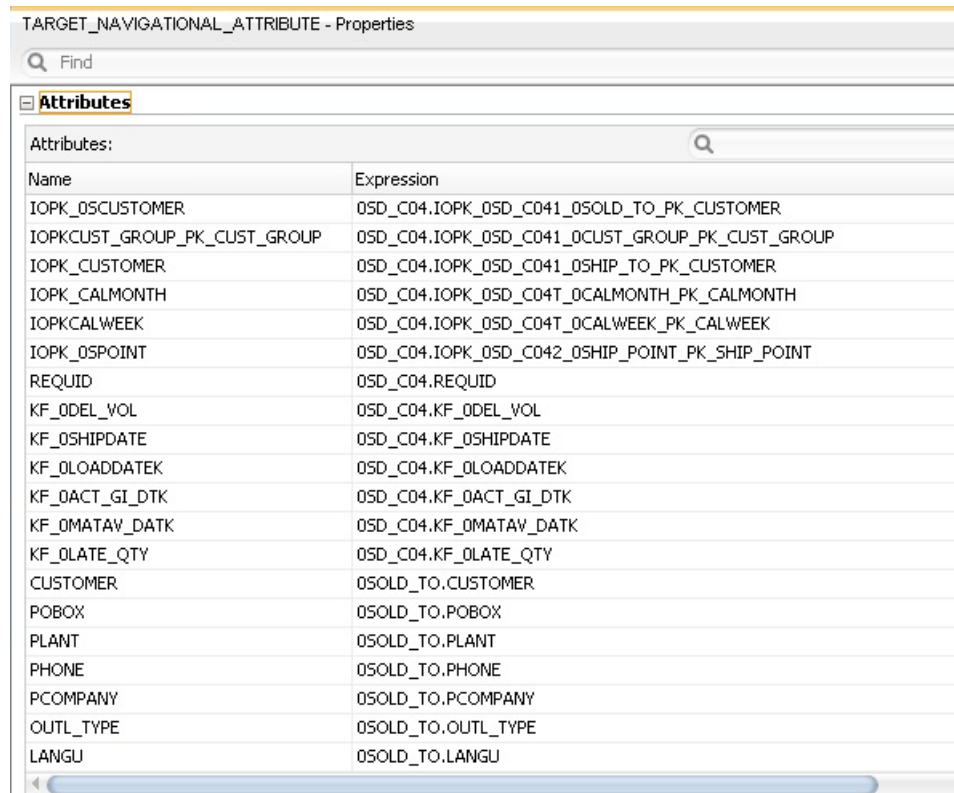 TARGET_NAVIGATIONAL_ATTRIBUTE - Properties
Find
Attributes
Attributes:
Name Expression
IOPK_0SCUSTOMER 0SD_C04.IOPK_0SD_C041_0SOLD_TO_PK_CUSTOMER
IOPKCUST_GROUP_PK_CUST_GROUP 0SD_C04.IOPK_0SD_C041_0CUST_GROUP_PK_CUST_GROUP
IOPK_CUSTOMER 0SD_C04.IOPK_0SD_C041_0SHIP_TO_PK_CUSTOMER
IOPK_CALMONTH 0SD_C04.IOPK_0SD_C04T_0CALMONTH_PK_CALMONTH
IOPKCALWEEK 0SD_C04.IOPK_0SD_C04T_0CALWEEK_PK_CALWEEK
IOPK_0SPOINT 0SD_C04.IOPK_0SD_C042_0SHIP_POINT_PK_SHIP_POINT
REQUID 0SD_C04.REQUID
KF_0DEL_VOL 0SD_C04.KF_0DEL_VOL
KF_0SHIPDATE 0SD_C04.KF_0SHIPDATE
KF_0LOADDATEK 0SD_C04.KF_0LOADDATEK
KF_0ACT_GI_DTK 0SD_C04.KF_0ACT_GI_DTK
KF_0MATAV_DATK 0SD_C04.KF_0MATAV_DATK
KF_0LATE_QTY 0SD_C04.KF_0LATE_QTY
CUSTOMER 0SOLD_TO.CUSTOMER
POBOX 0SOLD_TO.POBOX
PLANT 0SOLD_TO.PLANT
PHONE 0SOLD_TO.PHONE
PCOMPANY 0SOLD_TO.PCOMPANY
OUTL_TYPE 0SOLD_TO.OUTL_TYPE
LANGU 0SOLD_TO.LANGU